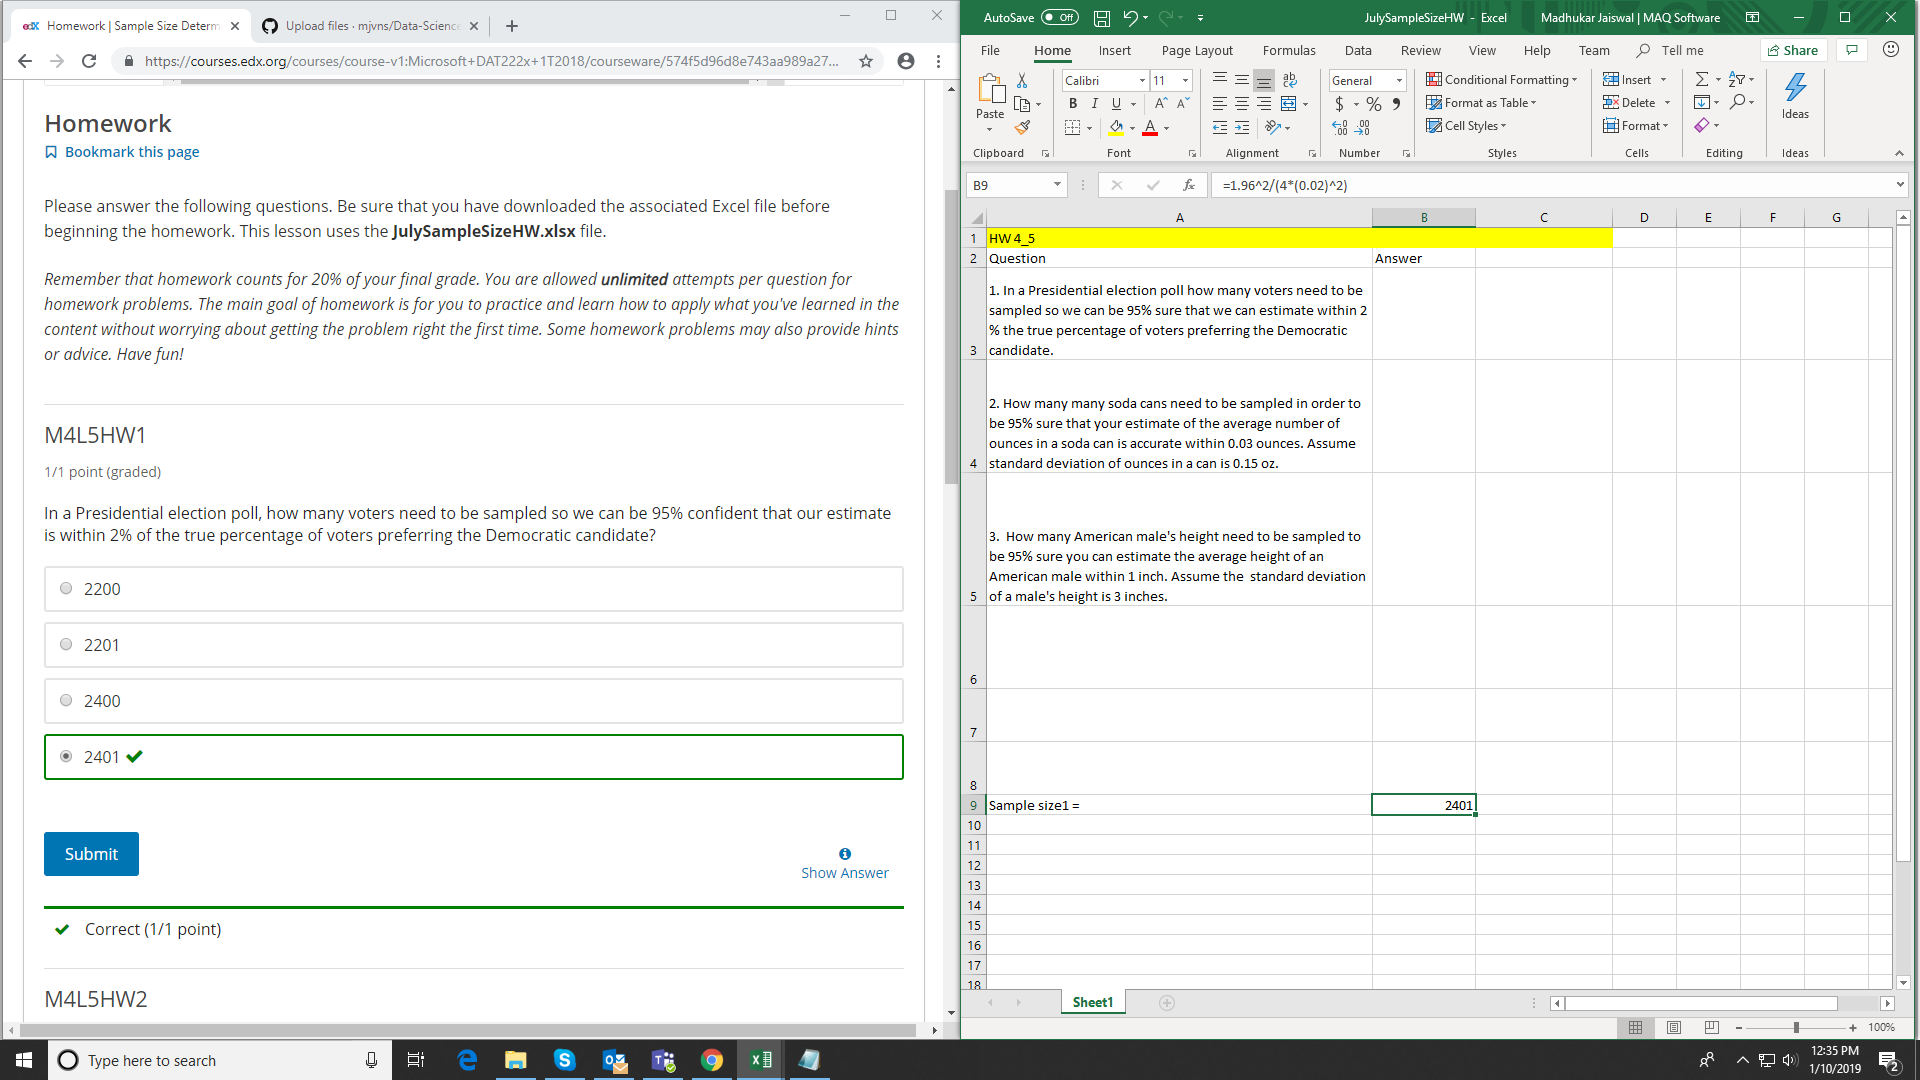 Homework | Sample Size Determ
Upload files · mjvns/Data-Science
https://courses.edx.org/courses/course-v1:Microsoft+DAT222x+1T2018/courseware/574f5d96d8e743aa989a27...
Homework
Bookmark this page
Please answer the following questions. Be sure that you have downloaded the associated Excel file before
beginning the homework. This lesson uses the JulySampleSizeHW.xlsx file.
Remember that homework counts for 20% of your final grade. You are allowed unlimited attempts per question for
homework problems. The main goal of homework is for you to practice and learn how to apply what you've learned in the
content without worrying about getting the problem right the first time. Some homework problems may also provide hints
or advice. Have fun!
M4L5HW1
1/1 point (graded)
In a Presidential election poll, how many voters need to be sampled so we can be 95% confident that our estimate
is within 2% of the true percentage of voters preferring the Democratic candidate?
2200
2201
2400
2401
Submit
Show Answer
Correct (1/1 point)
M4L5HW2
AutoSave Off
JulySampleSizeHW - Excel
Madhukar Jaiswal | MAQ Software
File Home Insert Page Layout Formulas Data Review View Help Team Tell me Share
Paste
Calibri 11
B I U
General
$ % 9
Conditional Formatting
Format as Table
Cell Styles
Insert
Delete
Format
Ideas
Clipboard Font Alignment Number Styles Cells Editing Ideas
B9 fx =1.96^2/(4*(0.02)^2)
A B C D E F G
1 HW 4_5
2 Question Answer
1. In a Presidential election poll how many voters need to be
sampled so we can be 95% sure that we can estimate within 2
% the true percentage of voters preferring the Democratic
3 candidate.
2. How many many soda cans need to be sampled in order to
be 95% sure that your estimate of the average number of
ounces in a soda can is accurate within 0.03 ounces. Assume
4 standard deviation of ounces in a can is 0.15 oz.
3. How many American male's height need to be sampled to
be 95% sure you can estimate the average height of an
American male within 1 inch. Assume the standard deviation
5 of a male's height is 3 inches.
6
7
8
9 Sample size1 = 2401
10
11
12
13
14
15
16
17
18
Sheet1
100%
Type here to search
12:35 PM
1/10/2019
2